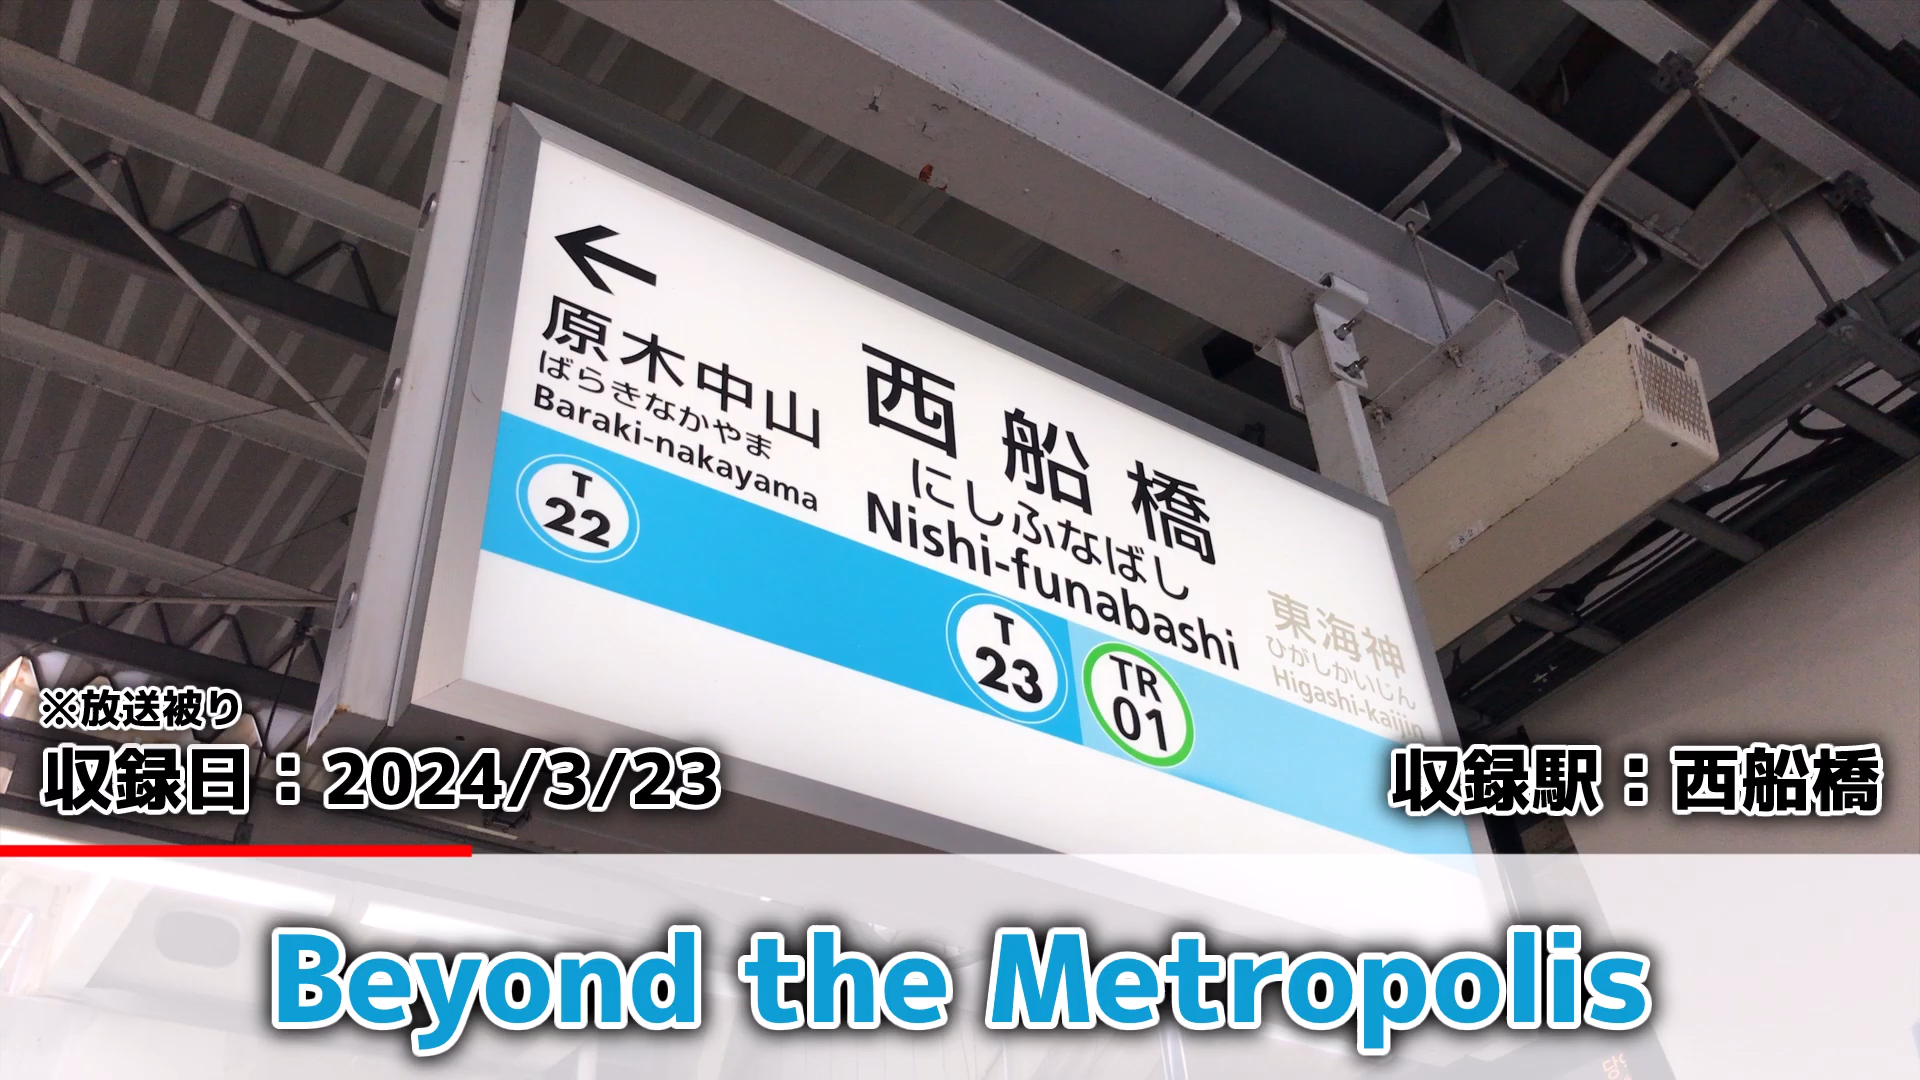 ←
原木中山
ばらきなかやま
Baraki-nakayama
T
22
西船橋
にしふなばし
Nishi-funabashi
T
23
TR
01
東海神
ひがしかいじん
Higashi-kaijin
※放送被り
収録日：2024/3/23
収録駅：西船橋
Beyond the Metropolis